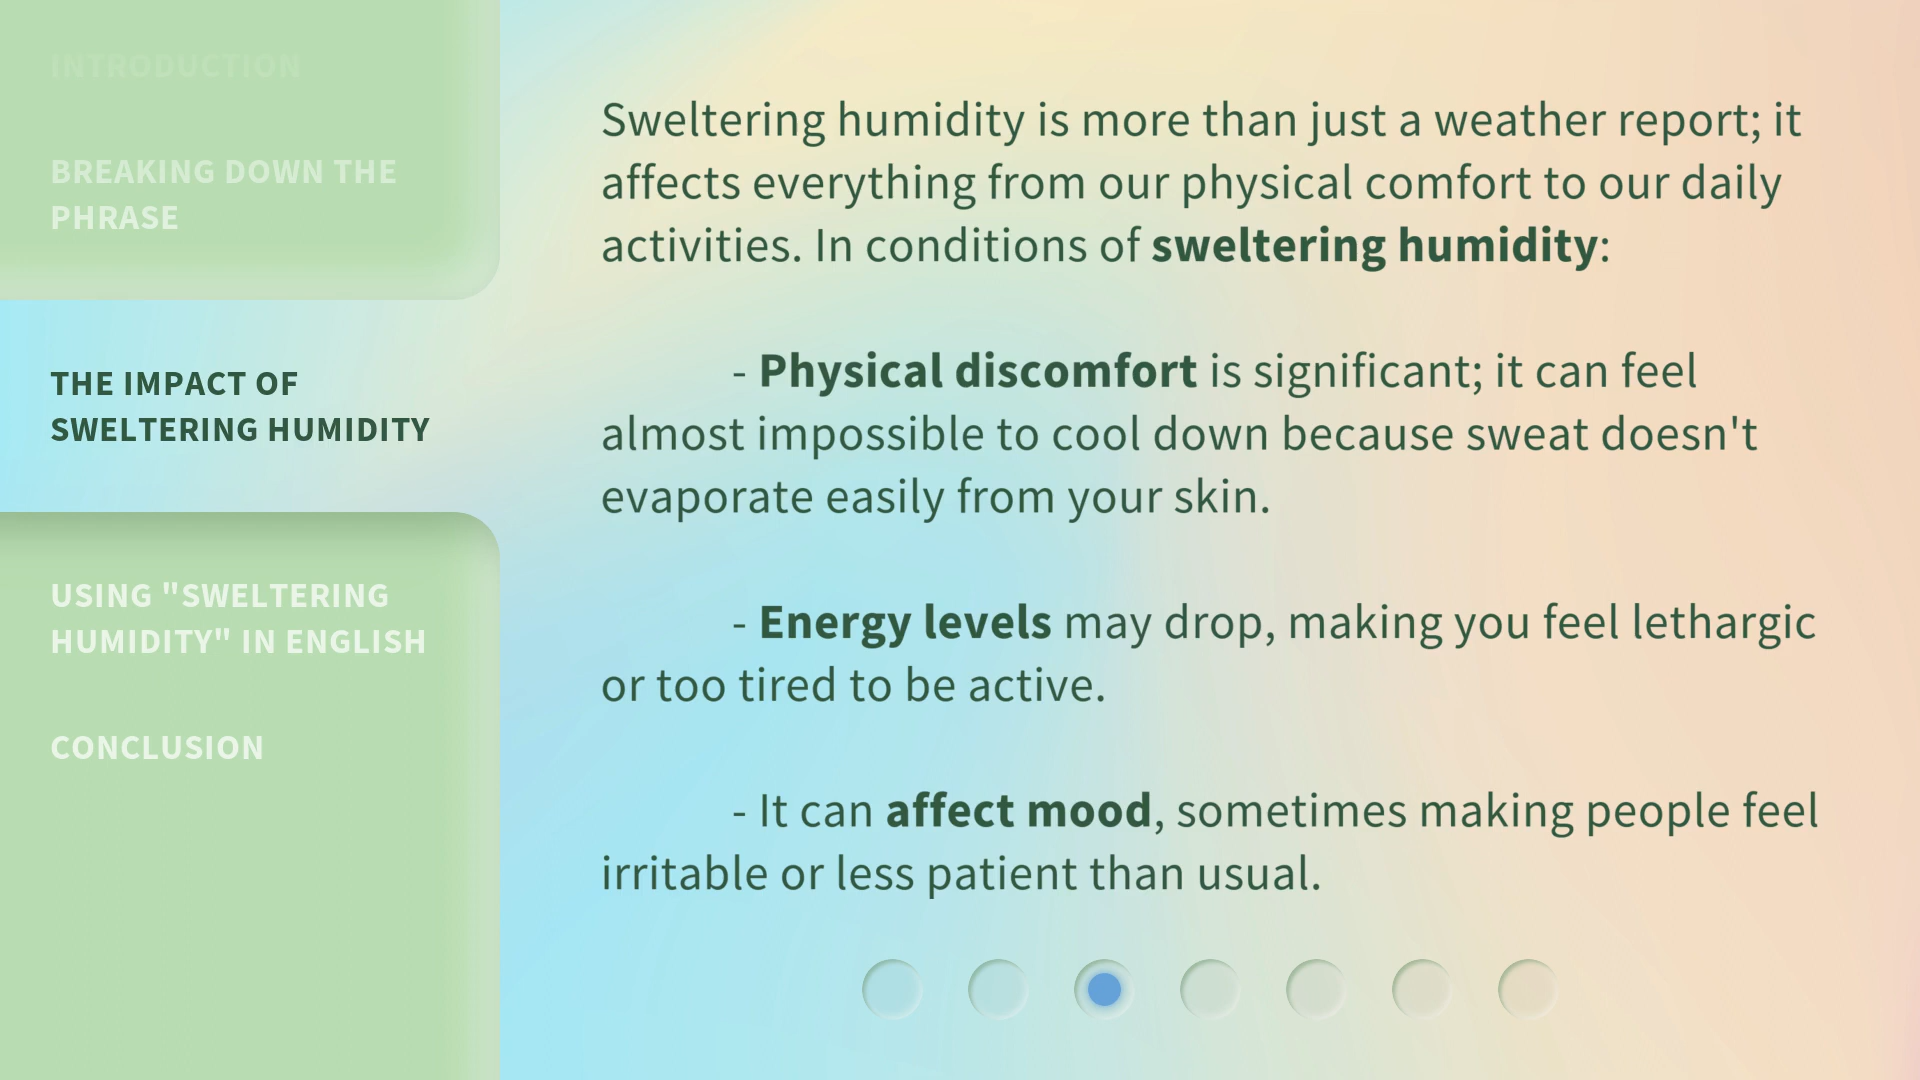 INTRODUCTION
BREAKING DOWN THE
PHRASE
THE IMPACT OF
SWELTERING HUMIDITY
USING "SWELTERING
HUMIDITY" IN ENGLISH
CONCLUSION
Sweltering humidity is more than just a weather report; it
affects everything from our physical comfort to our daily
activities. In conditions of sweltering humidity:
- Physical discomfort is significant; it can feel
almost impossible to cool down because sweat doesn't
evaporate easily from your skin.
- Energy levels may drop, making you feel lethargic
or too tired to be active.
- It can affect mood, sometimes making people feel
irritable or less patient than usual.